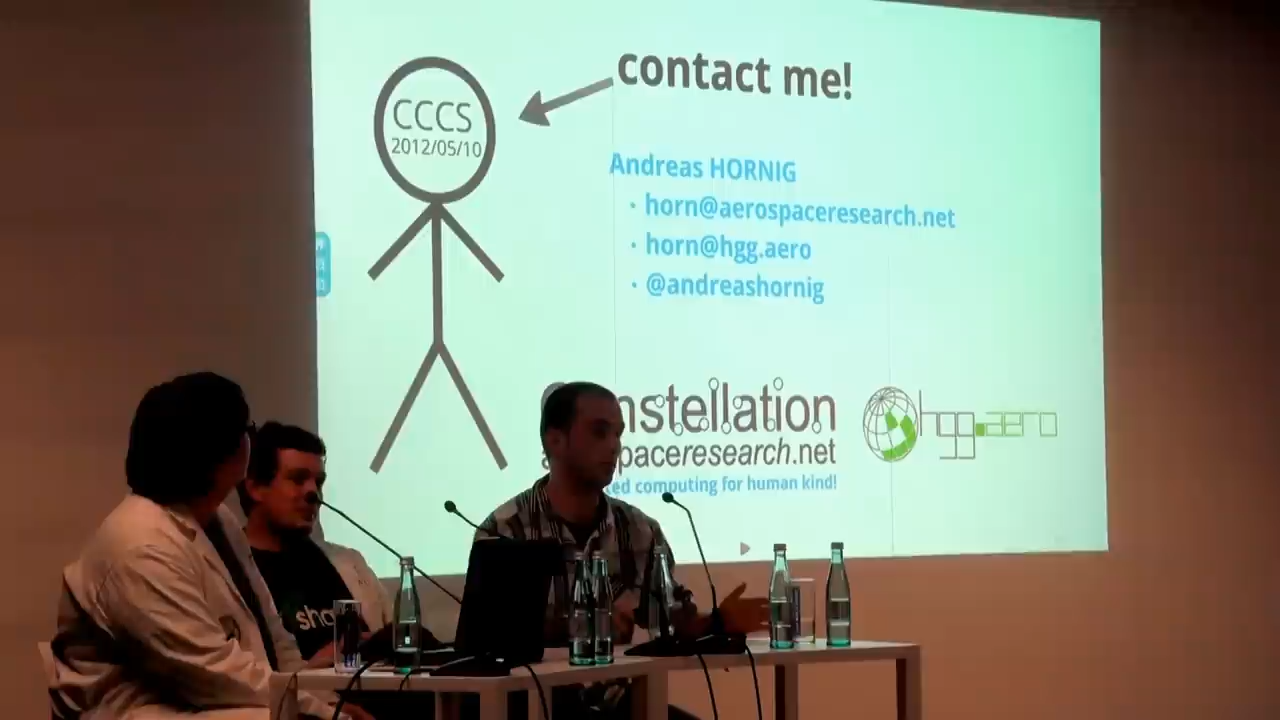 contact me!
CCCS
2012/05/10
Andreas HORNIG
· horn@aerospaceresearch.net
· horn@hgg.aero
· @andreashornig
nstellation
hgg.aero
paceresearch.net
ed computing for human kind!
sha